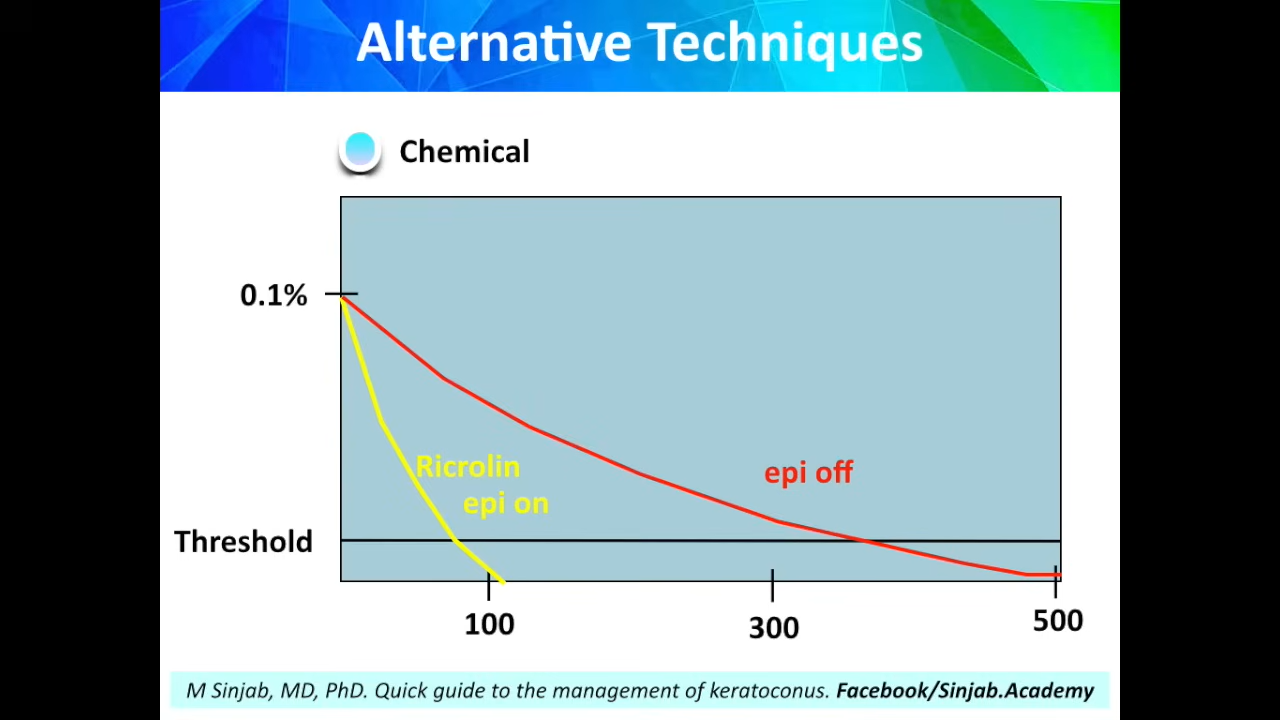 Alternative Techniques
Chemical
0.1%
Ricrolin
epi on
epi off
Threshold
100
300
500
M Sinjab, MD, PhD. Quick guide to the management of keratoconus. Facebook/Sinjab.Academy